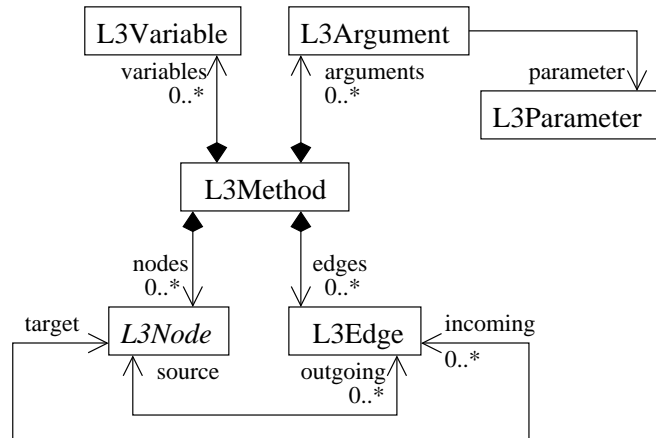 L3Variable
L3Argument
variables
0..*
arguments
0..*
parameter
L3Parameter
L3Method
nodes
0..*
edges
0..*
target
L3Node
L3Edge
incoming
0..*
source
outgoing
0..*